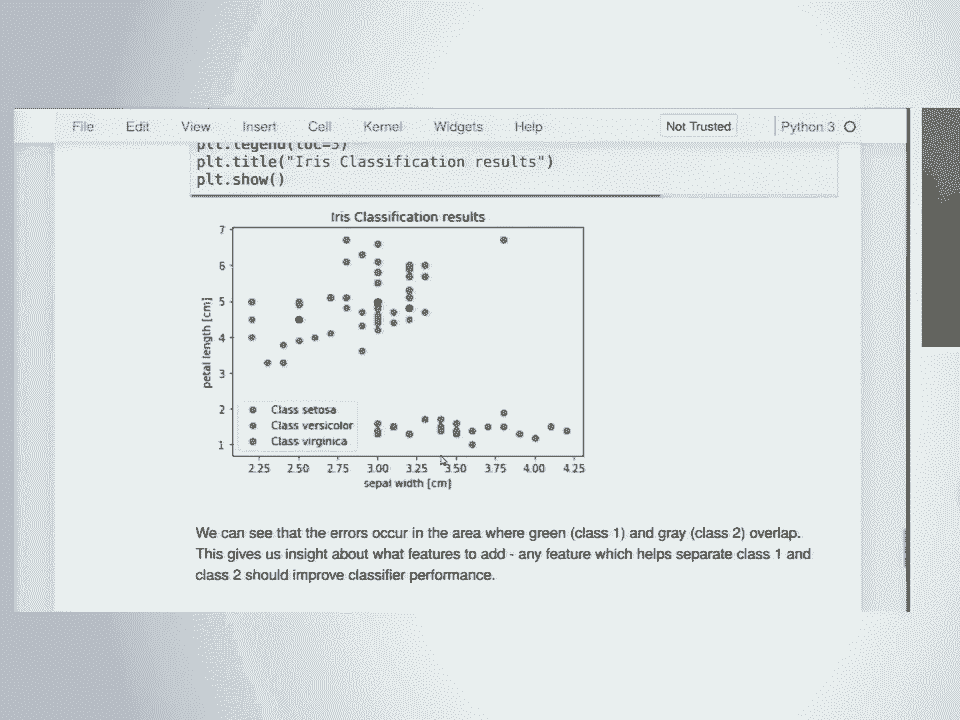 File Edit View Insert Cell Kernel Widgets Help Not Trusted Python 3
plt.legend(loc=3)
plt.title("Iris Classification results")
plt.show()
Iris Classification results
7
6
5
4
3
2
1
petal length [cm]
Class setosa
Class versicolor
Class virginica
2.25 2.50 2.75 3.00 3.25 3.50 3.75 4.00 4.25
sepal width [cm]
We can see that the errors occur in the area where green (class 1) and gray (class 2) overlap.
This gives us insight about what features to add - any feature which helps separate class 1 and
class 2 should improve classifier performance.